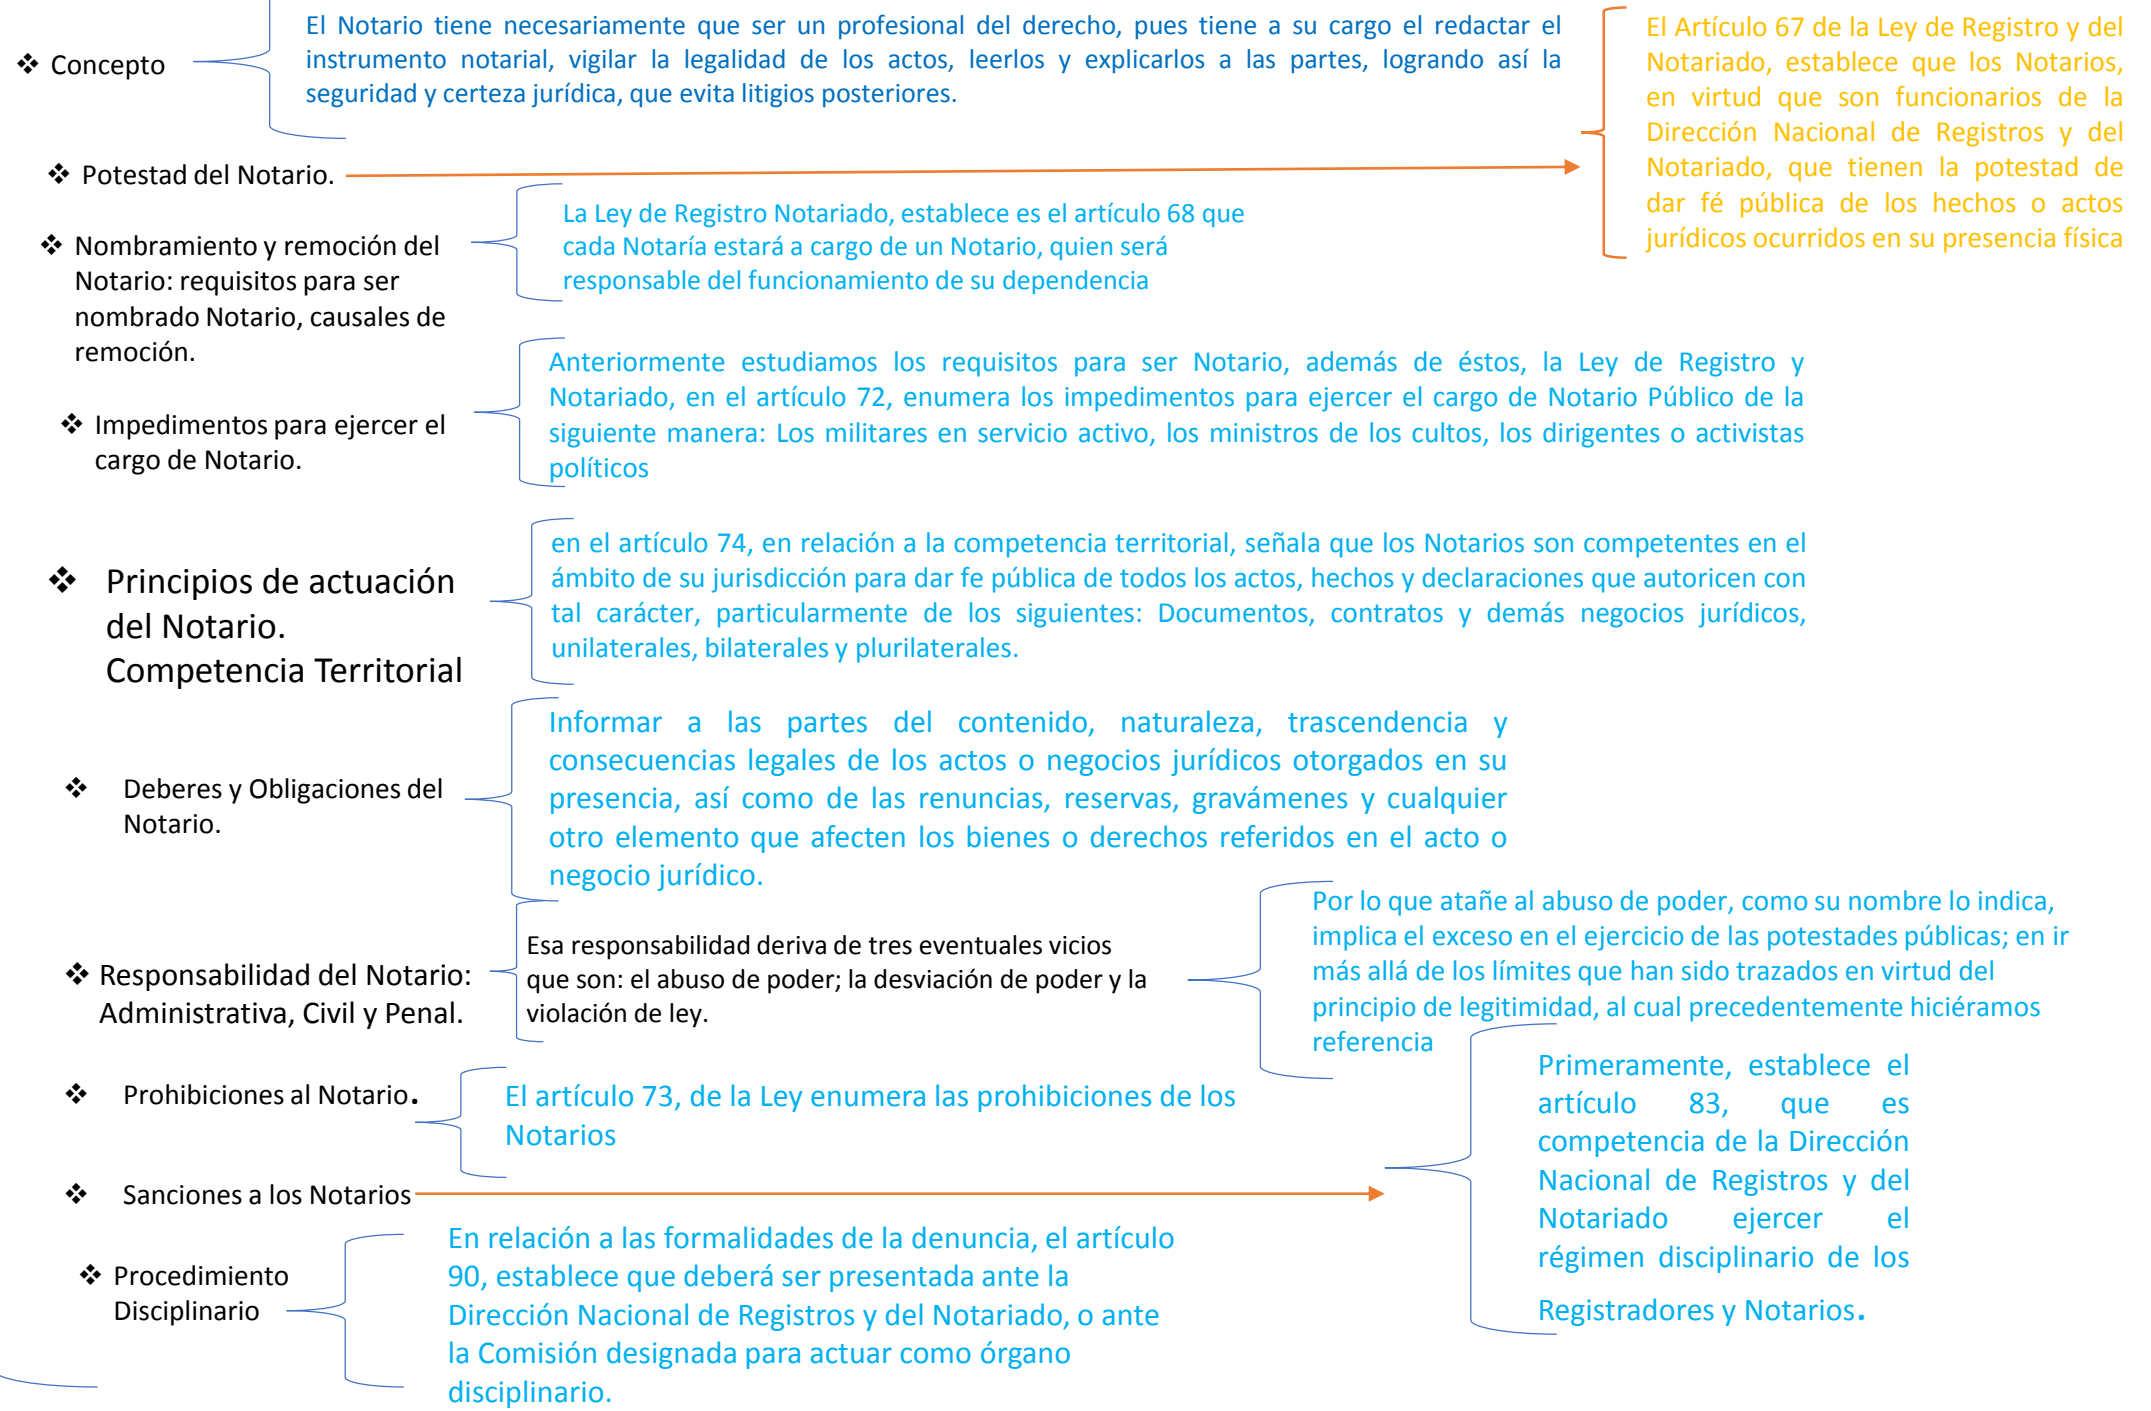 ❖ Concepto
El Notario tiene necesariamente que ser un profesional del derecho, pues tiene a su cargo el redactar el
instrumento notarial, vigilar la legalidad de los actos, leerlos y explicarlos a las partes, logrando así la
seguridad y certeza jurídica, que evita litigios posteriores.
❖ Potestad del Notario.
El Artículo 67 de la Ley de Registro y del
Notariado, establece que los Notarios,
en virtud que son funcionarios de la
Dirección Nacional de Registros y del
Notariado, que tienen la potestad de
dar fé pública de los hechos o actos
jurídicos ocurridos en su presencia física
❖ Nombramiento y remoción del
Notario: requisitos para ser
nombrado Notario, causales de
remoción.
La Ley de Registro Notariado, establece es el artículo 68 que
cada Notaría estará a cargo de un Notario, quien será
responsable del funcionamiento de su dependencia
❖ Impedimentos para ejercer el
cargo de Notario.
Anteriormente estudiamos los requisitos para ser Notario, además de éstos, la Ley de Registro y
Notariado, en el artículo 72, enumera los impedimentos para ejercer el cargo de Notario Público de la
siguiente manera: Los militares en servicio activo, los ministros de los cultos, los dirigentes o activistas
políticos
❖ Principios de actuación
del Notario.
Competencia Territorial
en el artículo 74, en relación a la competencia territorial, señala que los Notarios son competentes en el
ámbito de su jurisdicción para dar fe pública de todos los actos, hechos y declaraciones que autoricen con
tal carácter, particularmente de los siguientes: Documentos, contratos y demás negocios jurídicos,
unilaterales, bilaterales y plurilaterales.
❖ Deberes y Obligaciones del
Notario.
Informar a las partes del contenido, naturaleza, trascendencia y
consecuencias legales de los actos o negocios jurídicos otorgados en su
presencia, así como de las renuncias, reservas, gravámenes y cualquier
otro elemento que afecten los bienes o derechos referidos en el acto o
negocio jurídico.
❖ Responsabilidad del Notario:
Administrativa, Civil y Penal.
Esa responsabilidad deriva de tres eventuales vicios
que son: el abuso de poder; la desviación de poder y la
violación de ley.
Por lo que atañe al abuso de poder, como su nombre lo indica,
implica el exceso en el ejercicio de las potestades públicas; en ir
más allá de los límites que han sido trazados en virtud del
principio de legitimidad, al cual precedentemente hiciéramos
referencia
❖ Prohibiciones al Notario.
El artículo 73, de la Ley enumera las prohibiciones de los
Notarios
❖ Sanciones a los Notarios
Primeramente, establece el
artículo 83, que es
competencia de la Dirección
Nacional de Registros y del
Notariado ejercer el
régimen disciplinario de los
Registradores y Notarios.
❖ Procedimiento
Disciplinario
En relación a las formalidades de la denuncia, el artículo
90, establece que deberá ser presentada ante la
Dirección Nacional de Registros y del Notariado, o ante
la Comisión designada para actuar como órgano
disciplinario.